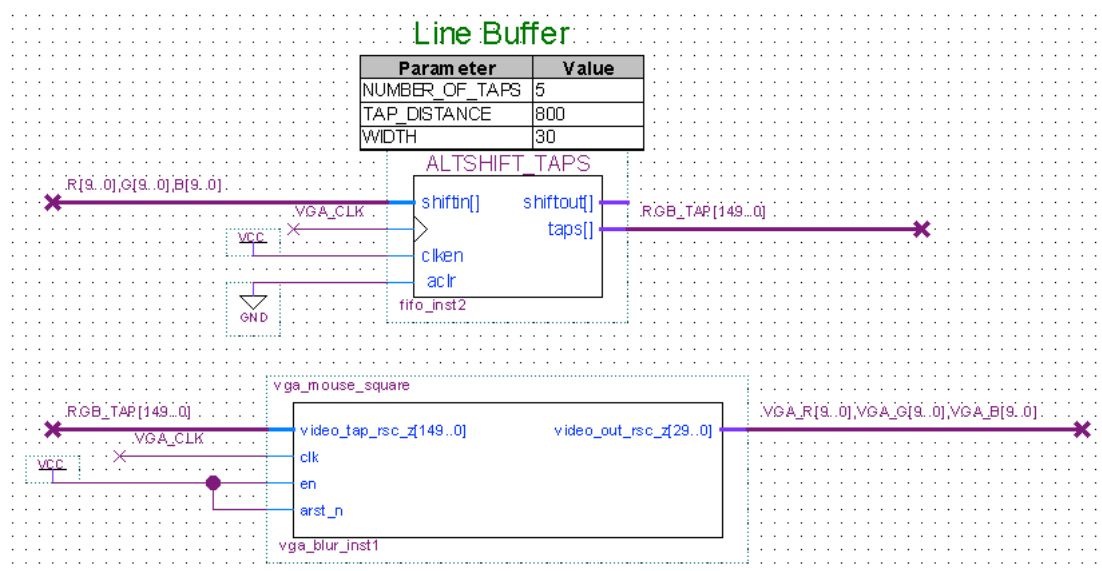 Line Buffer
Parameter Value
NUMBER_OF_TAPS 5
TAP_DISTANCE 800
WIDTH 30
ALTSHIFT_TAPS
R[9..0],G[9..0],B[9..0]
shiftin[] shiftout[]
VGA_CLK
RGB_TAP[149..0]
taps[]
VCC
clken
aclr
GND
fifo_inst2
vga_mouse_square
RGB_TAP[149..0]
VGA_R[9..0],VGA_G[9..0],VGA_B[9..0]
video_tap_rsc_z[149..0] video_out_rsc_z[29..0]
VGA_CLK
clk
VCC
en
arst_n
vga_blur_inst1